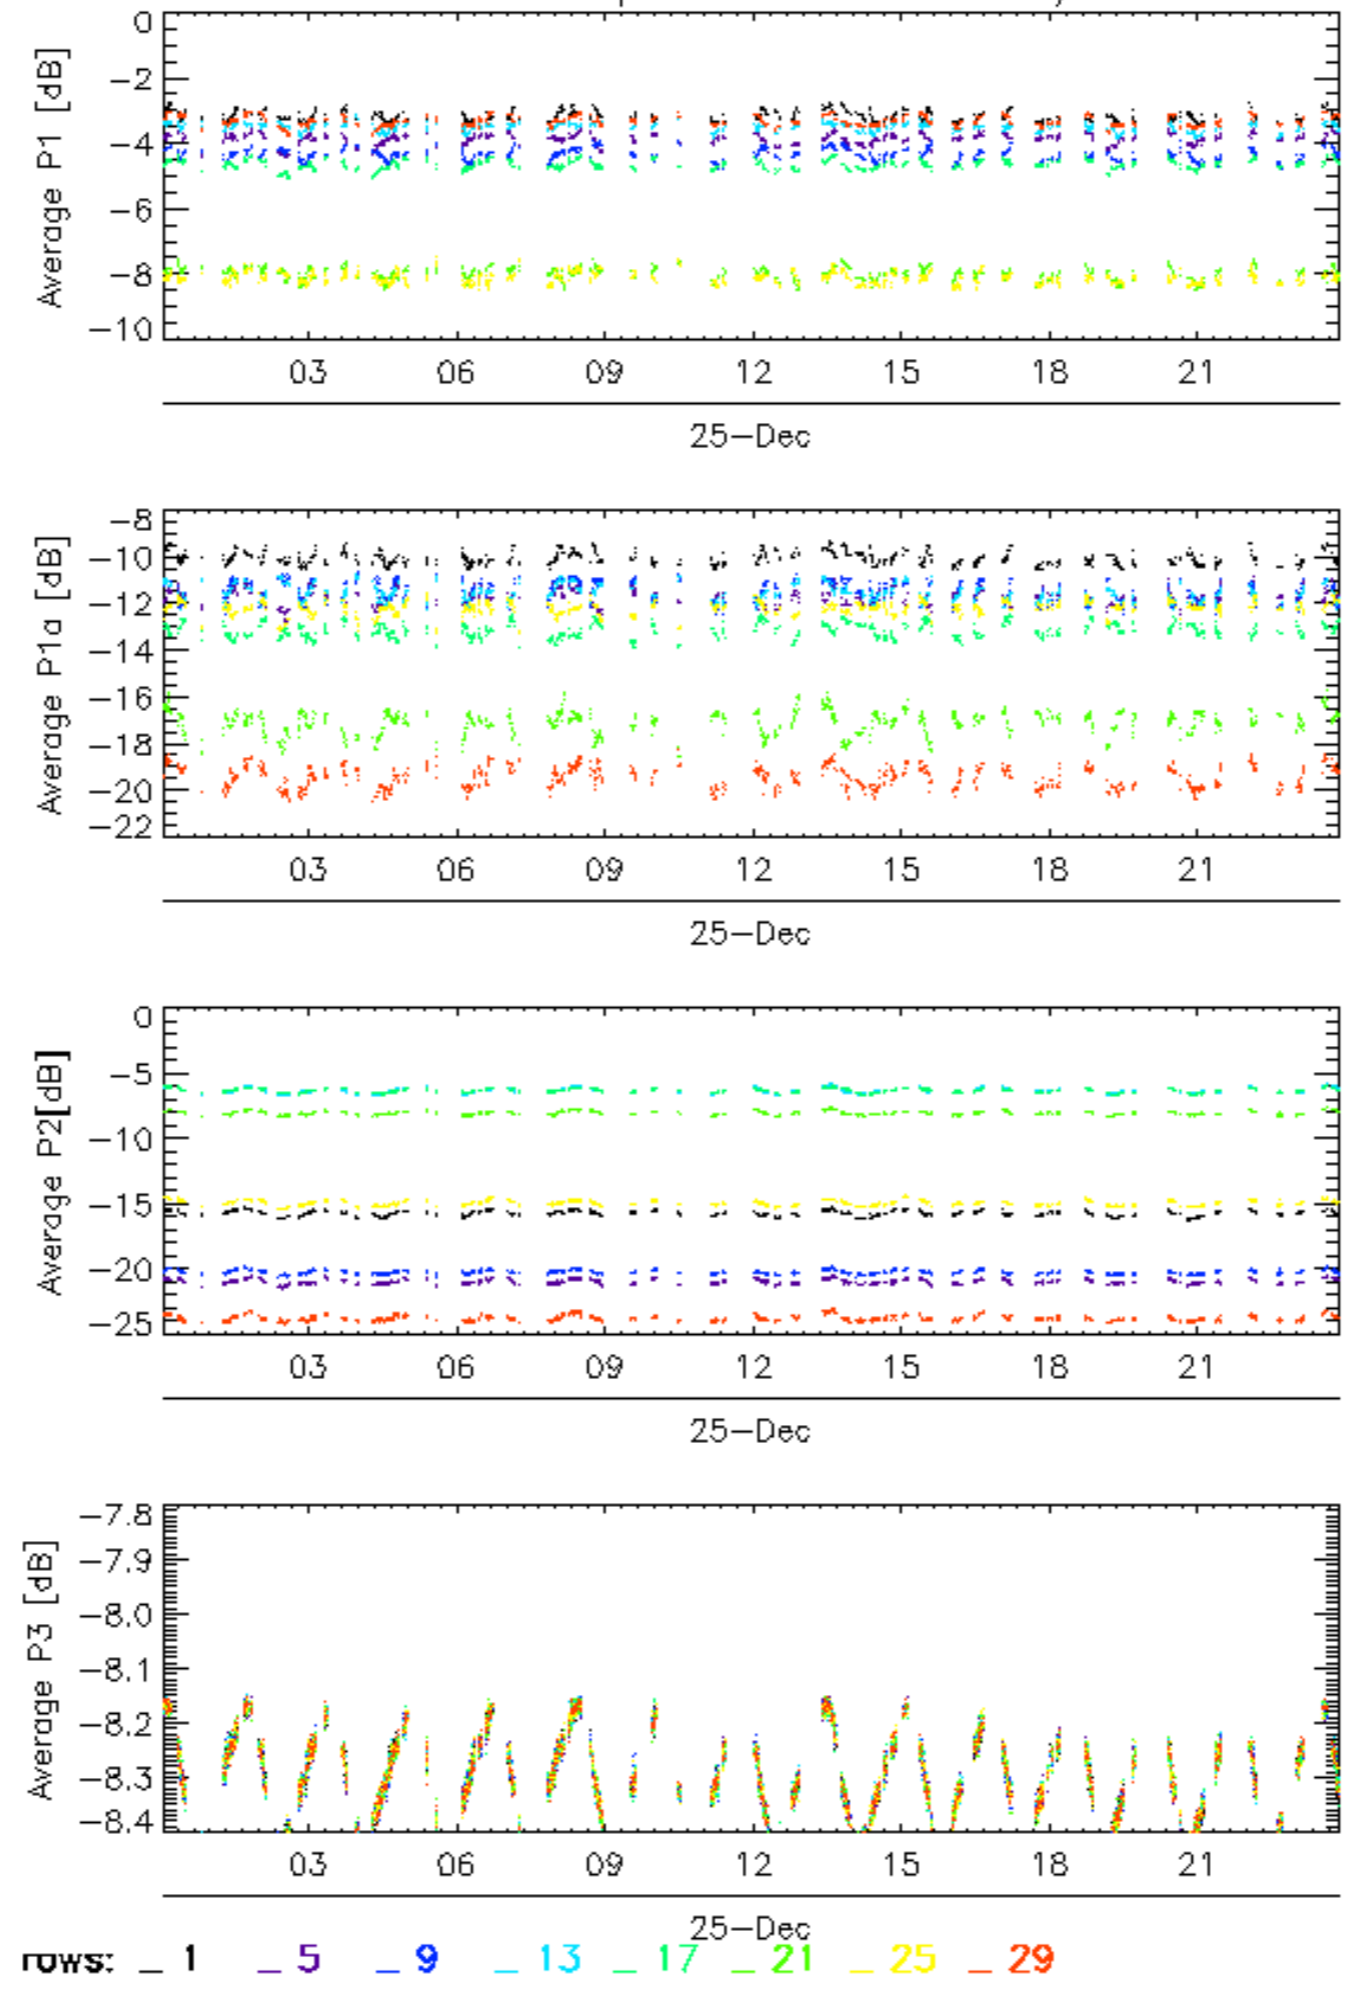 Average P1 [dB]
0
−2
−4
−6
−8
−10
03 06 09 12 15 18 21
25−Dec
Average P1a [dB]
−8
−10
−12
−14
−16
−18
−20
−22
03 06 09 12 15 18 21
25−Dec
Average P2[dB]
0
−5
−10
−15
−20
−25
03 06 09 12 15 18 21
25−Dec
Average P3 [dB]
−7.8
−7.9
−8.0
−8.1
−8.2
−8.3
−8.4
03 06 09 12 15 18 21
25−Dec
rows: _ 1 _ 5 _ 9 _ 13 _ 17 _ 21 _ 25 _ 29